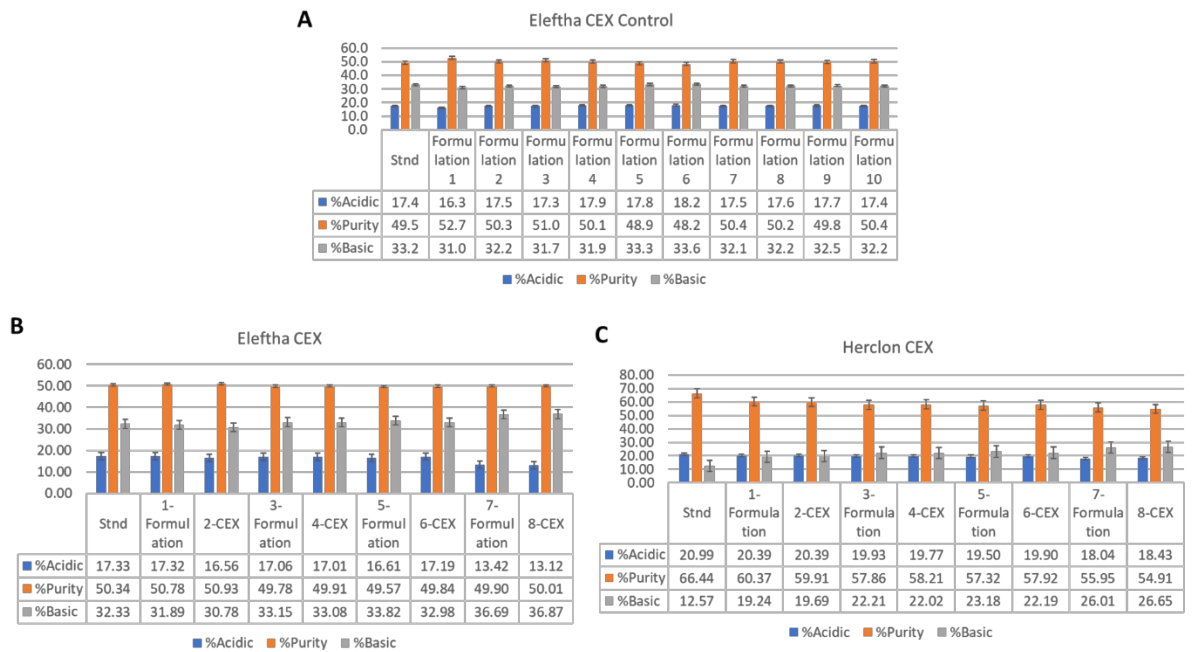 A
Eleftha CEX Control
60.0
50.0
40.0
30.0
20.0
10.0
0.0
Stnd Formu lation 1 Formu lation 2 Formu lation 3 Formu lation 4 Formu lation 5 Formu lation 6 Formu lation 7 Formu lation 8 Formu lation 9 Formu lation 10
%Acidic 17.4 16.3 17.5 17.3 17.9 17.8 18.2 17.5 17.6 17.7 17.4
%Purity 49.5 52.7 50.3 51.0 50.1 48.9 48.2 50.4 50.2 49.8 50.4
%Basic 33.2 31.0 32.2 31.7 31.9 33.3 33.6 32.1 32.2 32.5 32.2
%Acidic %Purity %Basic
B
Eleftha CEX
60.00
50.00
40.00
30.00
20.00
10.00
0.00
Stnd 1- Formul ation 2-CEX 3- Formul ation 4-CEX 5- Formul ation 6-CEX 7- Formul ation 8-CEX
%Acidic 17.33 17.32 16.56 17.06 17.01 16.61 17.19 13.42 13.12
%Purity 50.34 50.78 50.93 49.78 49.91 49.57 49.84 49.90 50.01
%Basic 32.33 31.89 30.78 33.15 33.08 33.82 32.98 36.69 36.87
%Acidic %Purity %Basic
C
Herclon CEX
80.00
70.00
60.00
50.00
40.00
30.00
20.00
10.00
0.00
Stnd 1- Formula tion 2-CEX 3- Formula tion 4-CEX 5- Formula tion 6-CEX 7- Formula tion 8-CEX
%Acidic 20.99 20.39 20.39 19.93 19.77 19.50 19.90 18.04 18.43
%Purity 66.44 60.37 59.91 57.86 58.21 57.32 57.92 55.95 54.91
%Basic 12.57 19.24 19.69 22.21 22.02 23.18 22.19 26.01 26.65
%Acidic %Purity %Basic